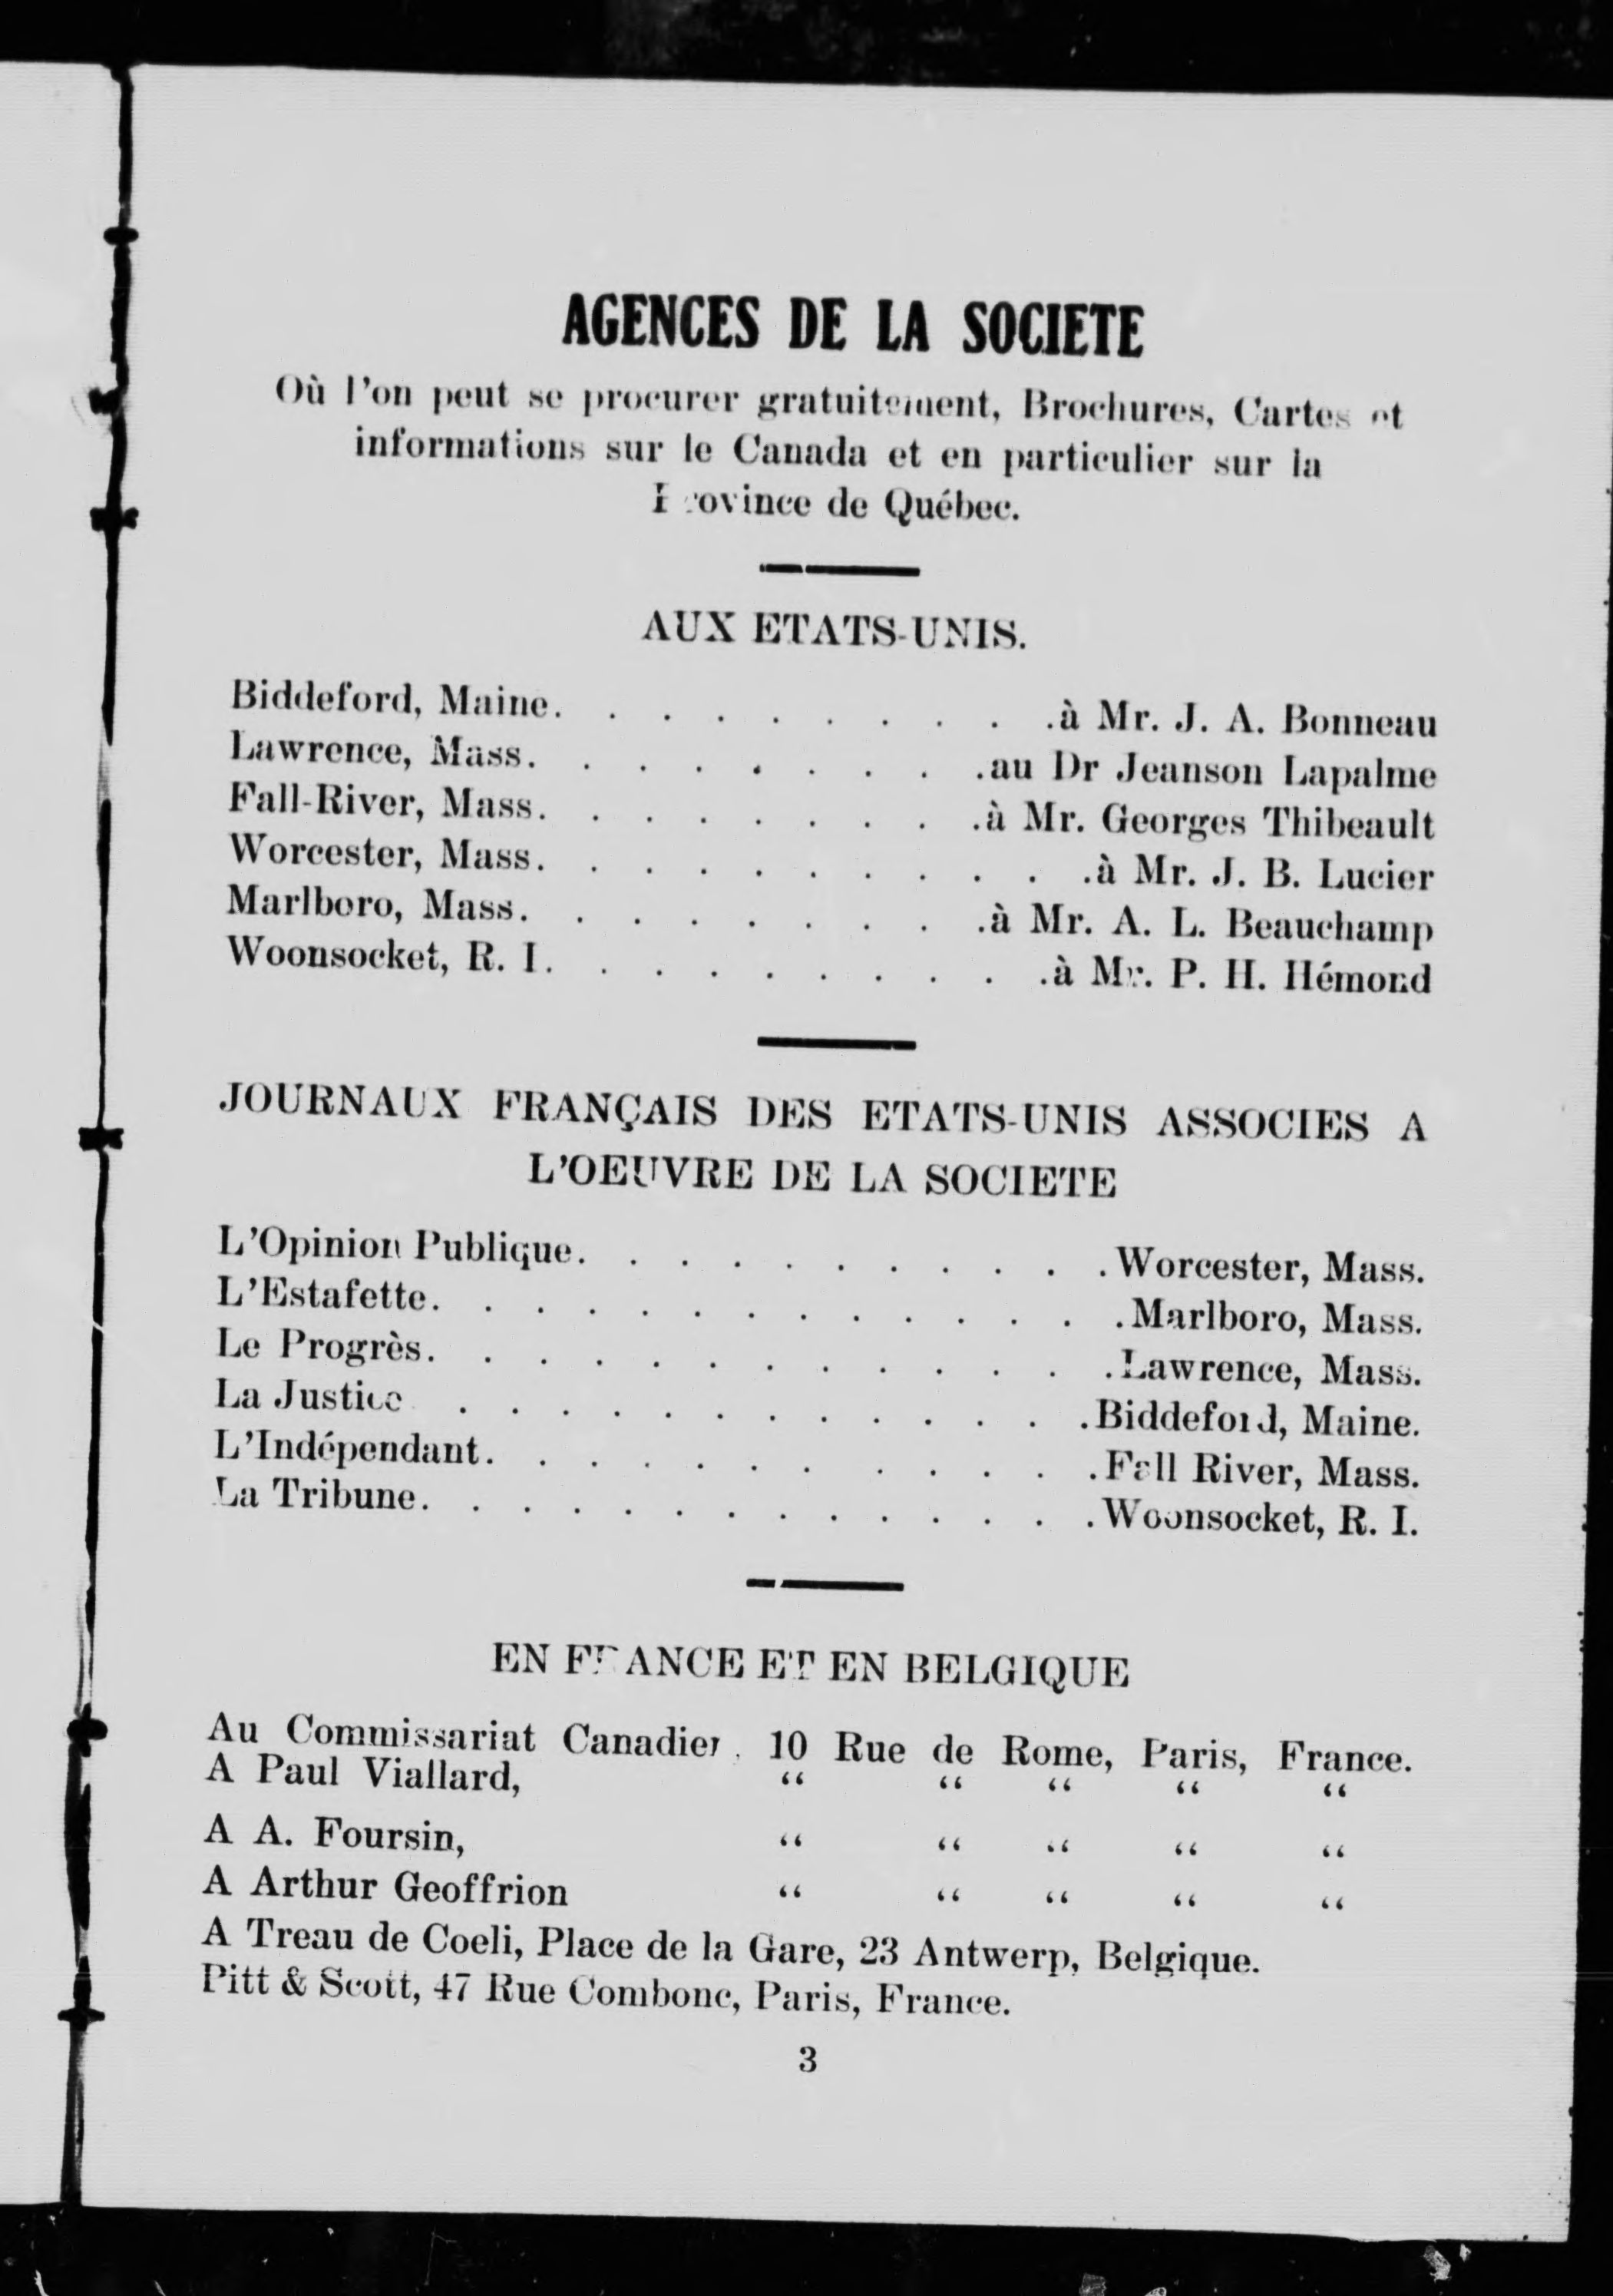 AGENCES DE LA SOCIETE
Où l'on peut se procurer gratuitement, Brochures, Cartes et
informations sur le Canada et en particulier sur la
Province de Québec.
AUX ETATS-UNIS.
Biddeford, Maine. . . . . . . . . . .à Mr. J. A. Bonneau
Lawrence, Mass. . . . . . . . . .au Dr Jeanson Lapalme
Fall-River, Mass. . . . . . . . . .à Mr. Georges Thibeault
Worcester, Mass. . . . . . . . . . . .à Mr. J. B. Lucier
Marlboro, Mass. . . . . . . . . .à Mr. A. L. Beauchamp
Woonsocket, R. I. . . . . . . . . . .à Mr. P. H. Hémond
JOURNAUX FRANÇAIS DES ETATS-UNIS ASSOCIES A
L'OEUVRE DE LA SOCIETE
L'Opinion Publique. . . . . . . . . . .Worcester, Mass.
L'Estafette. . . . . . . . . . . . . .Marlboro, Mass.
Le Progrès. . . . . . . . . . . . . .Lawrence, Mass.
La Justice . . . . . . . . . . . . .Biddeford, Maine.
L'Indépendant. . . . . . . . . . . . .Fall River, Mass.
La Tribune. . . . . . . . . . . . . .Woonsocket, R. I.
EN FRANCE ET EN BELGIQUE
Au Commissariat Canadien, 10 Rue de Rome, Paris, France.
A Paul Viallard, “ “ “ “ “
A A. Foursin, “ “ “ “ “
A Arthur Geoffrion “ “ “ “ “
A Treau de Coeli, Place de la Gare, 23 Antwerp, Belgique.
Pitt & Scott, 47 Rue Combonc, Paris, France.
3